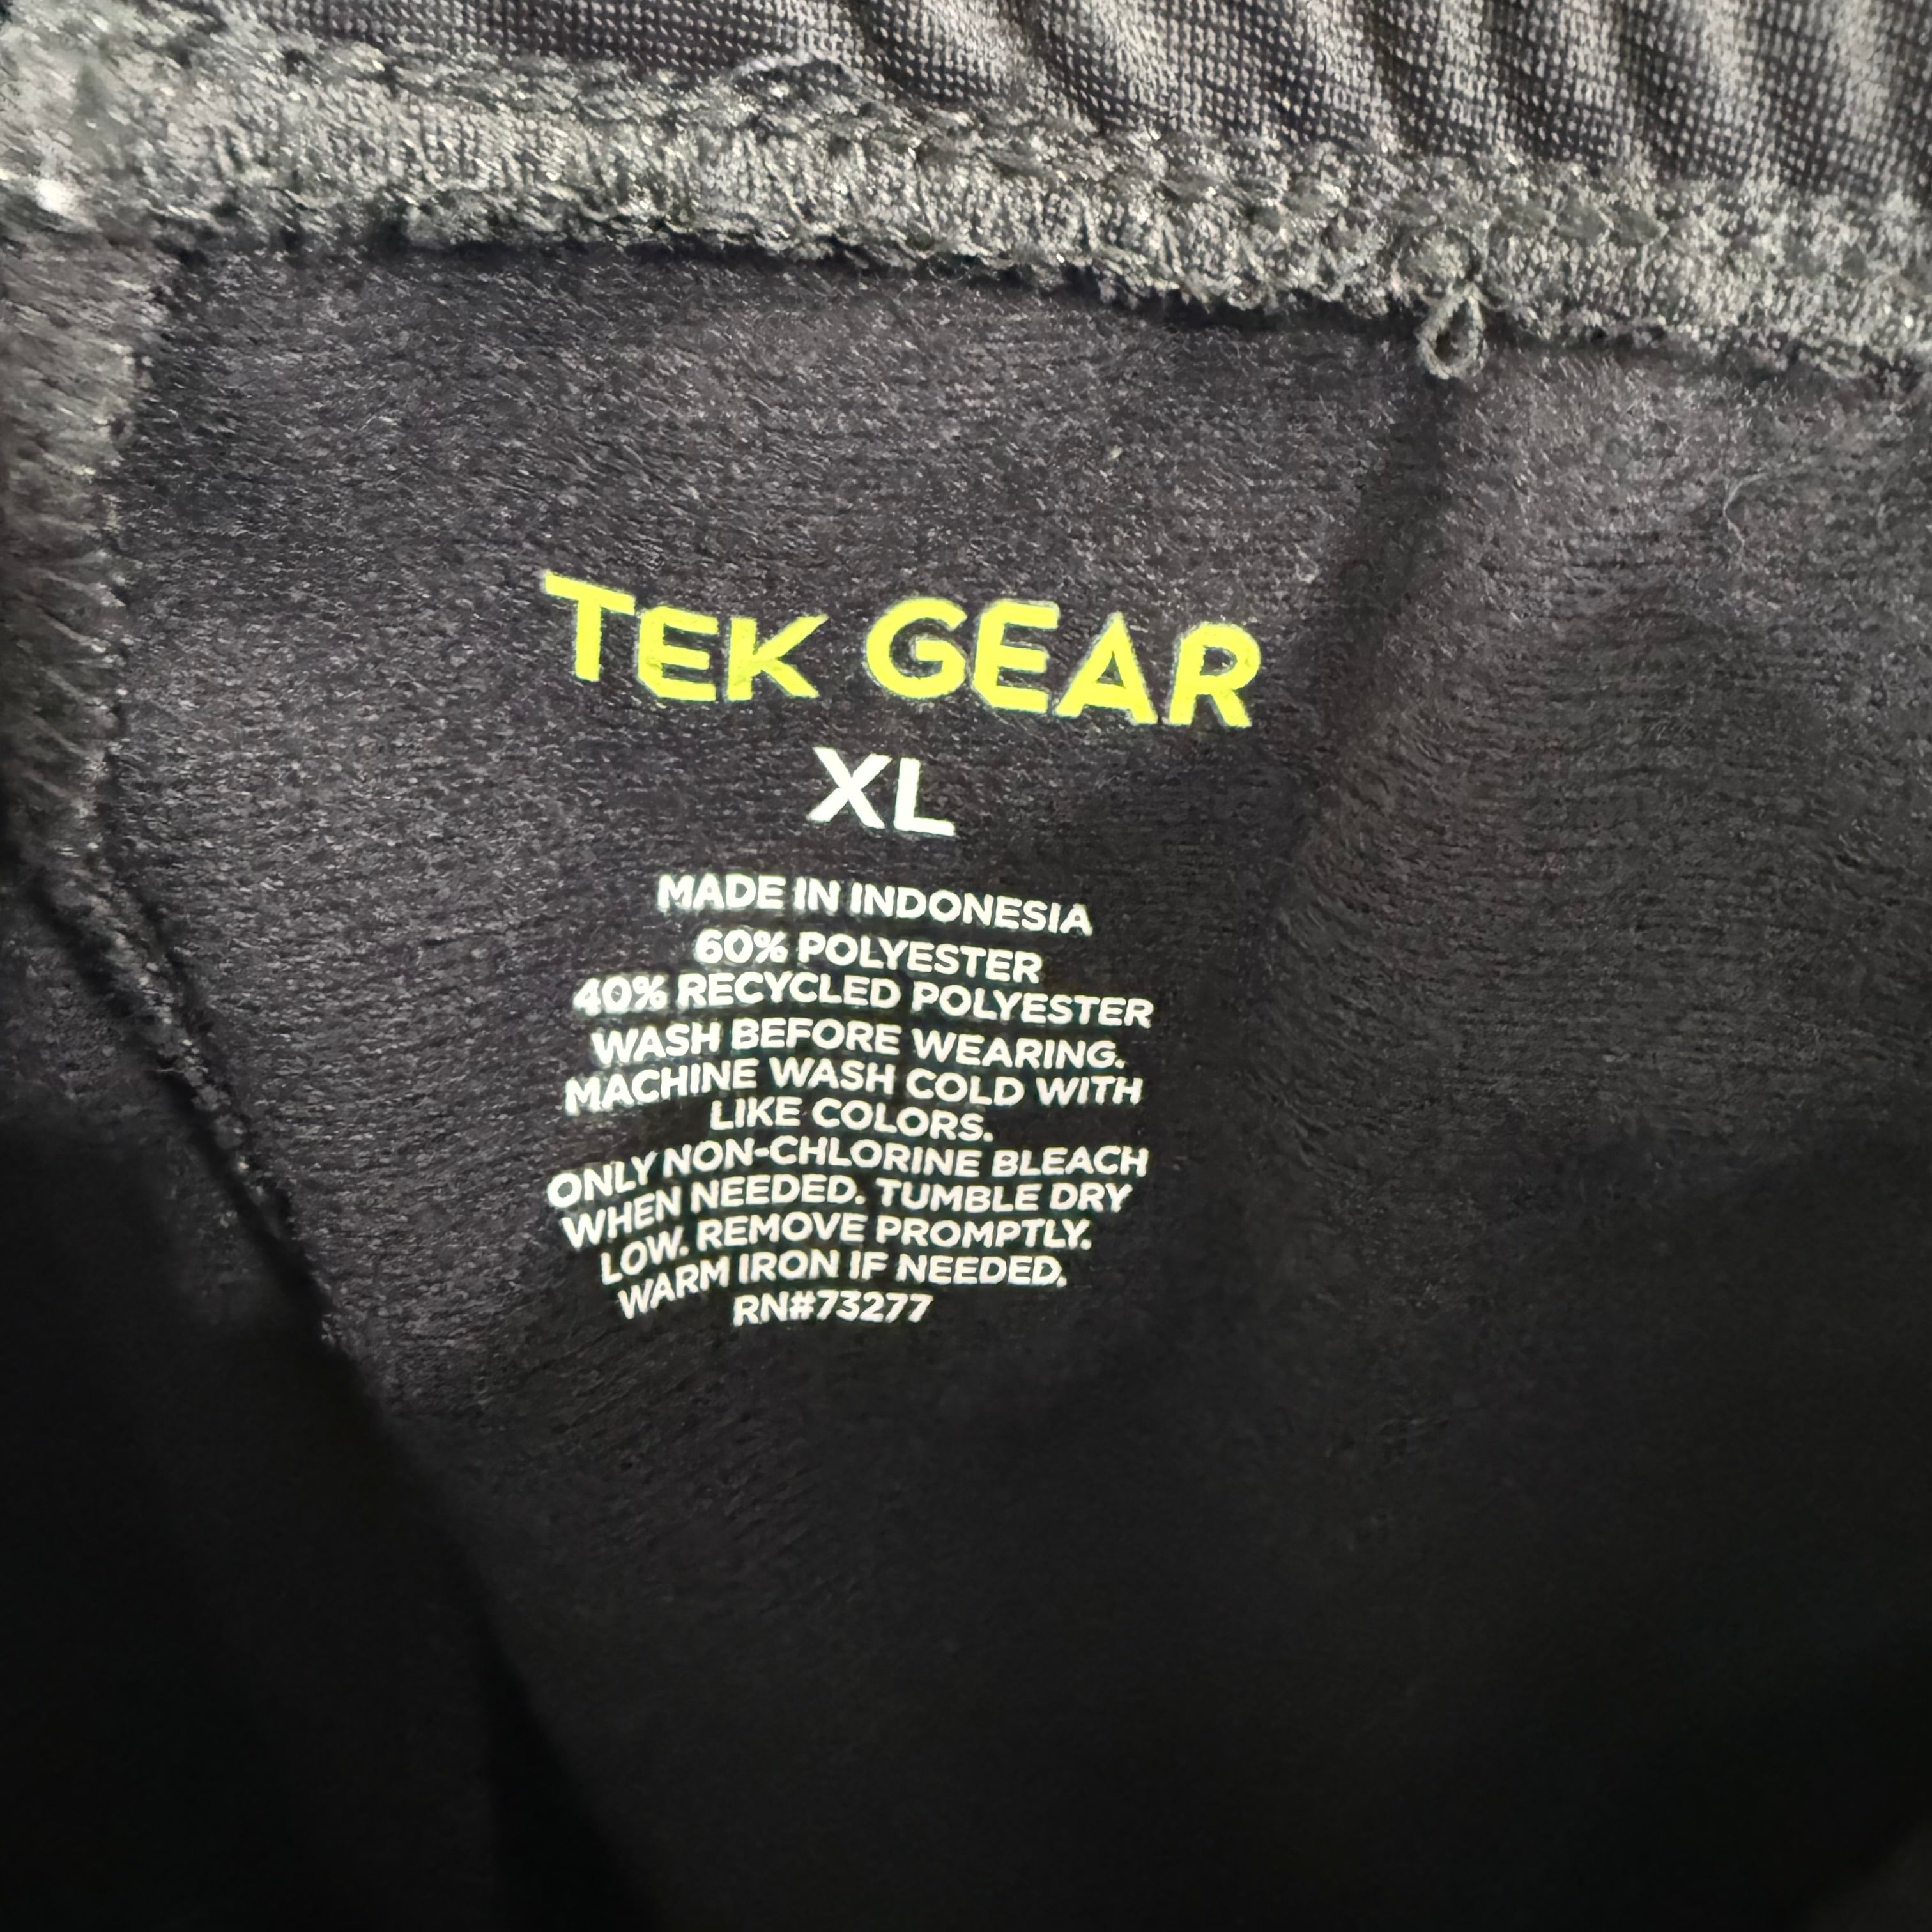 TEK GEAR
XL
MADE IN INDONESIA
60% POLYESTER
40% RECYCLED POLYESTER
WASH BEFORE WEARING.
MACHINE WASH COLD WITH
LIKE COLORS.
ONLY NON-CHLORINE BLEACH
WHEN NEEDED. TUMBLE DRY
LOW. REMOVE PROMPTLY.
WARM IRON IF NEEDED.
RN#73277